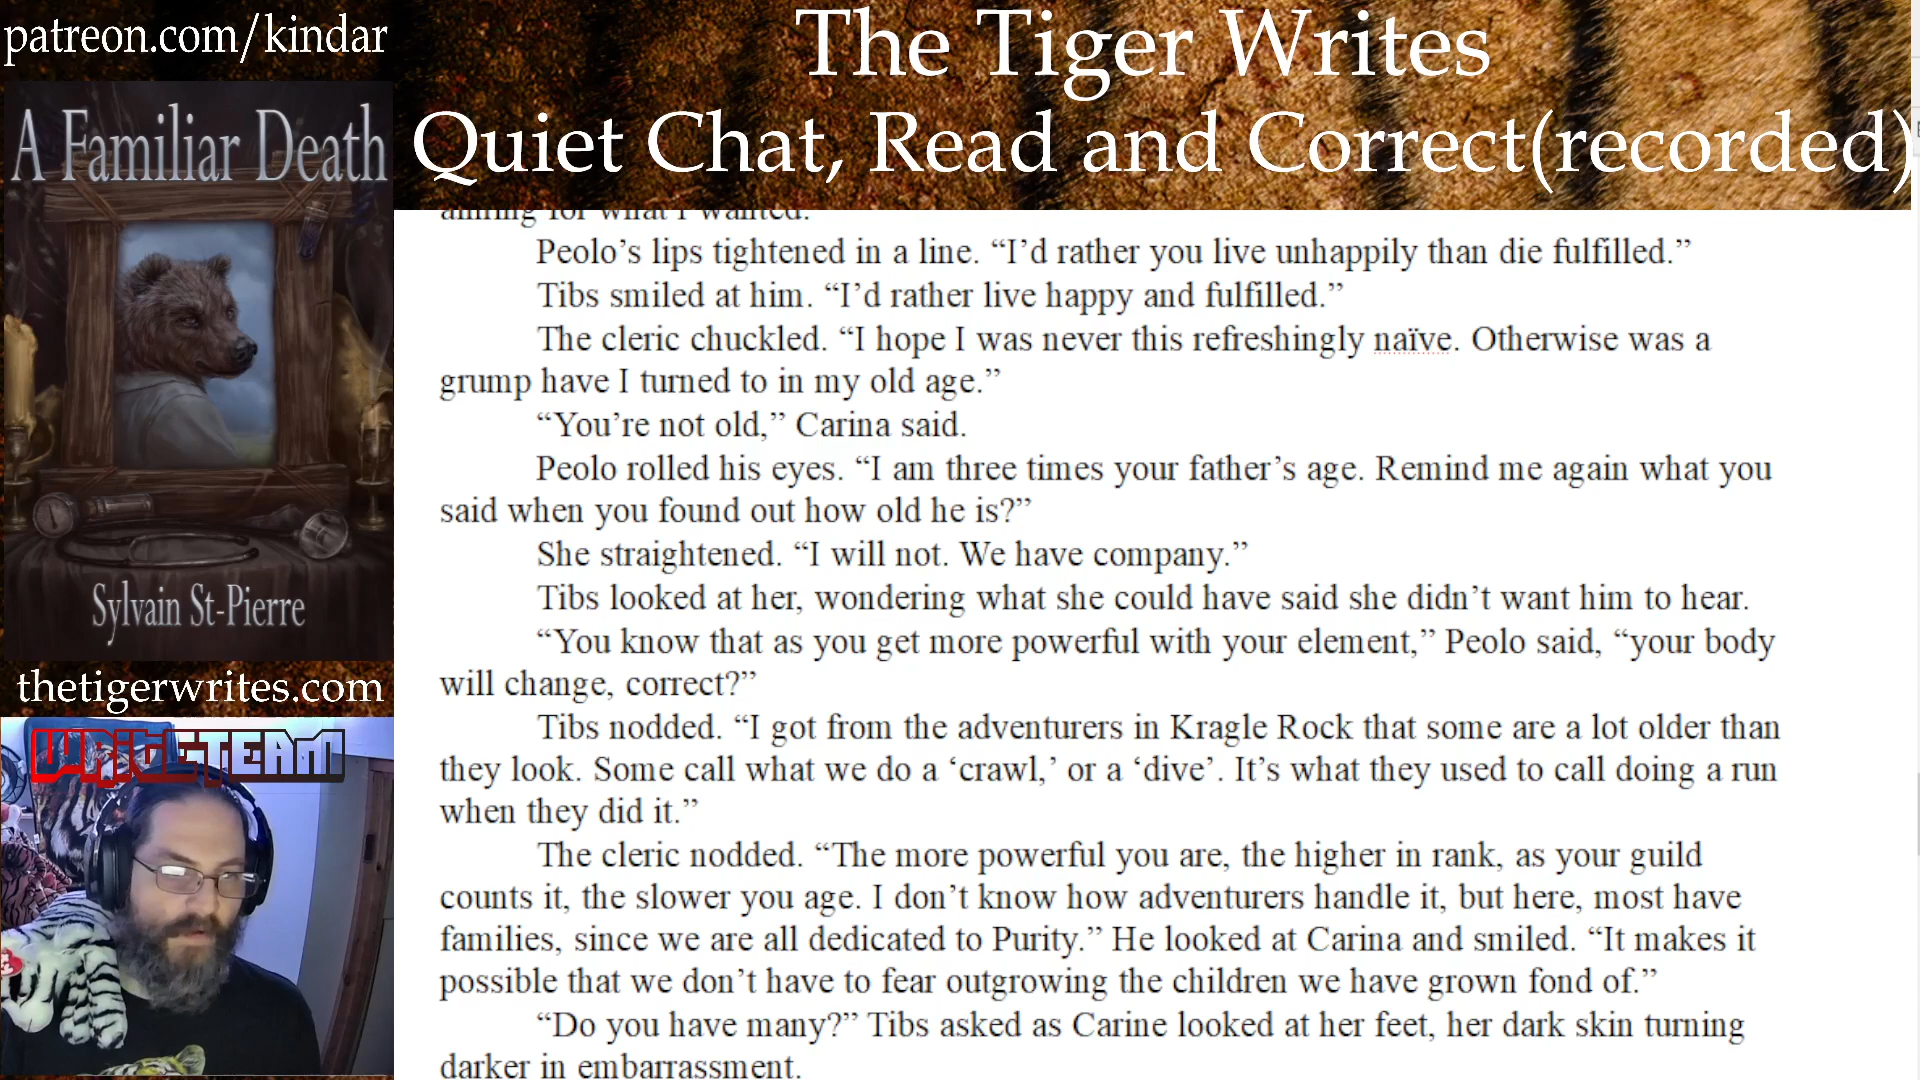 patreon.com/kindar
The Tiger Writes
Quiet Chat, Read and Correct(recorded)
A Familiar Death
Sylvain St-Pierre
thetigerwrites.com
WRITETEAM
aiming for what I wanted.
Peolo’s lips tightened in a line. “I’d rather you live unhappily than die fulfilled.”
Tibs smiled at him. “I’d rather live happy and fulfilled.”
The cleric chuckled. “I hope I was never this refreshingly naïve. Otherwise was a
grump have I turned to in my old age.”
“You’re not old,” Carina said.
Peolo rolled his eyes. “I am three times your father’s age. Remind me again what you
said when you found out how old he is?”
She straightened. “I will not. We have company.”
Tibs looked at her, wondering what she could have said she didn’t want him to hear.
“You know that as you get more powerful with your element,” Peolo said, “your body
will change, correct?”
Tibs nodded. “I got from the adventurers in Kragle Rock that some are a lot older than
they look. Some call what we do a ‘crawl,’ or a ‘dive’. It’s what they used to call doing a run
when they did it.”
The cleric nodded. “The more powerful you are, the higher in rank, as your guild
counts it, the slower you age. I don’t know how adventurers handle it, but here, most have
families, since we are all dedicated to Purity.” He looked at Carina and smiled. “It makes it
possible that we don’t have to fear outgrowing the children we have grown fond of.”
“Do you have many?” Tibs asked as Carine looked at her feet, her dark skin turning
darker in embarrassment.